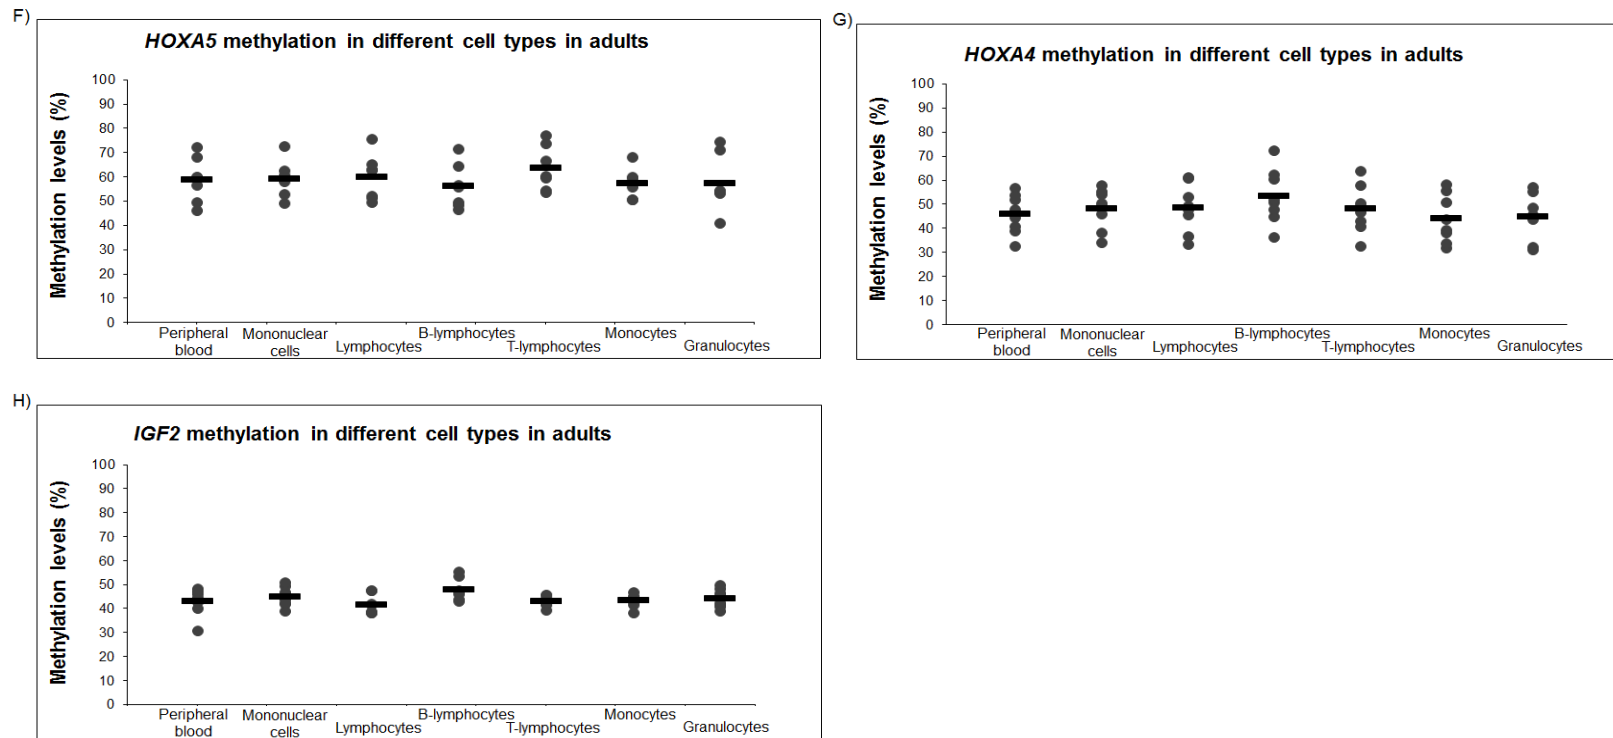 F)
HOXA5 methylation in different cell types in adults
Methylation levels (%)
100
90
80
70
60
50
40
30
20
10
0
Peripheral
blood
Mononuclear
cells
Lymphocytes
B-lymphocytes
T-lymphocytes
Monocytes
Granulocytes
G)
HOXA4 methylation in different cell types in adults
Methylation levels (%)
100
90
80
70
60
50
40
30
20
10
0
Peripheral
blood
Mononuclear
cells
Lymphocytes
B-lymphocytes
T-lymphocytes
Monocytes
Granulocytes
H)
IGF2 methylation in different cell types in adults
Methylation levels (%)
100
90
80
70
60
50
40
30
20
10
0
Peripheral
blood
Mononuclear
cells
Lymphocytes
B-lymphocytes
T-lymphocytes
Monocytes
Granulocytes